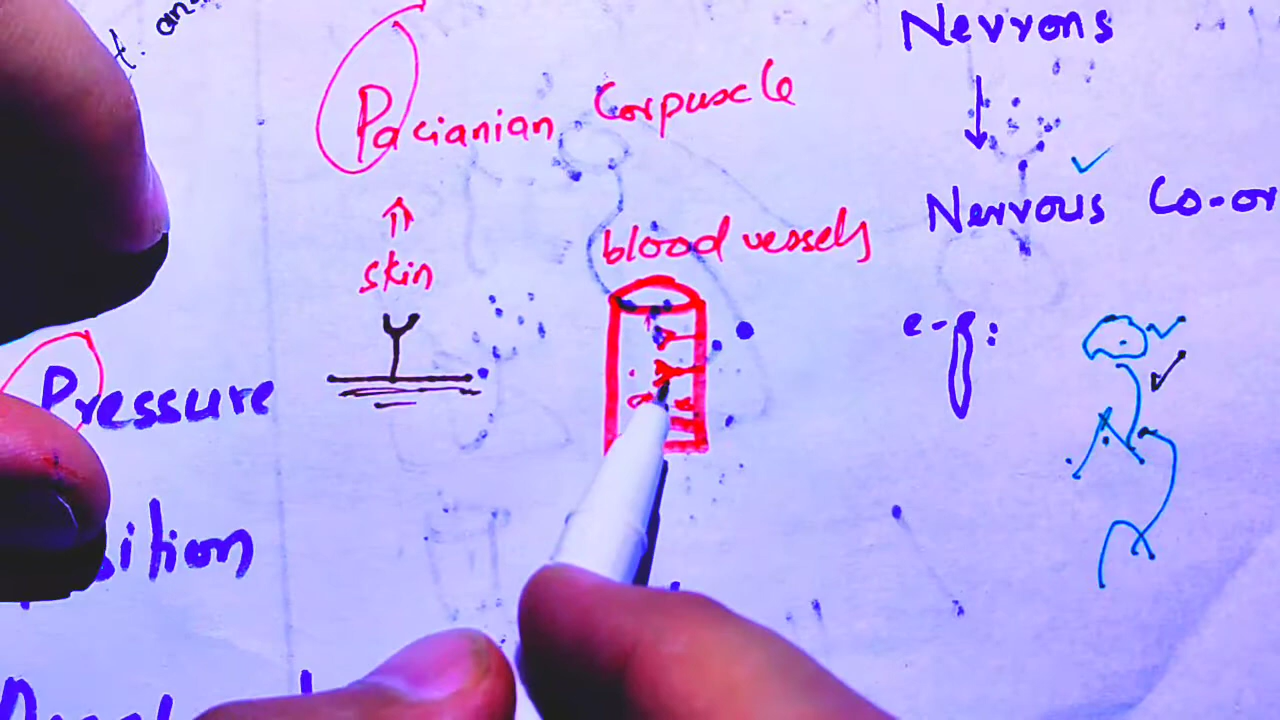 Nevrons
Pacianian Corpuscle
Nervous Co-or
blood vessels
skin
e-g:
Pressure
sition